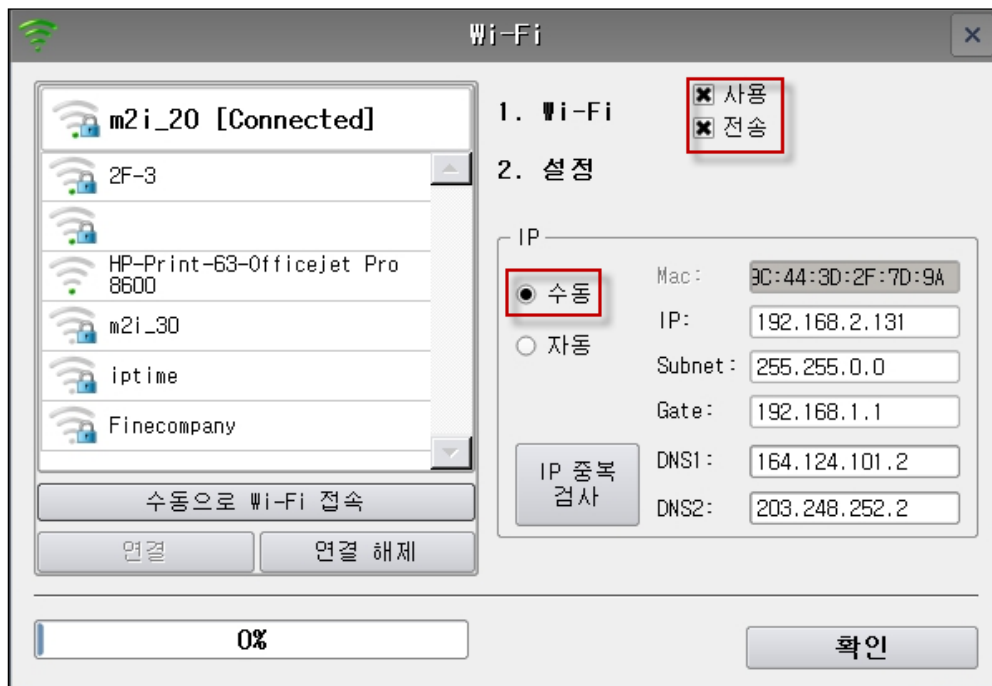 Wi-Fi
m2i_20 [Connected]
2F-3
HP-Print-63-Officejet Pro
8600
m2i_30
iptime
Finecompany
수동으로 Wi-Fi 접속
연결
연결 해제
0%
1. Wi-Fi
사용
전송
2. 설정
IP
수동
자동
IP 중복
검사
Mac:
9C:44:3D:2F:7D:9A
IP:
192.168.2.131
Subnet:
255.255.0.0
Gate:
192.168.1.1
DNS1:
164.124.101.2
DNS2:
203.248.252.2
확인